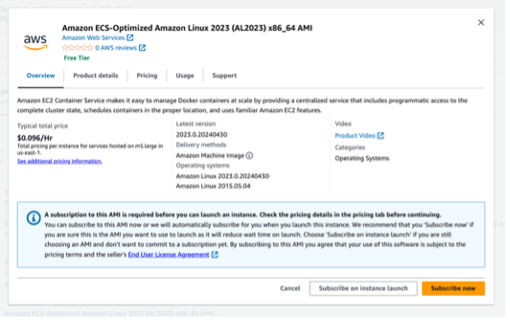 Amazon ECS-Optimized Amazon Linux 2023 (AL2023) x86_64 AMI
aws
Amazon Web Services
0 AWS reviews
Free Tier
Overview
Product details
Pricing
Usage
Support
Amazon EC2 Container Service makes it easy to manage Docker containers at scale by providing a centralized service that includes programmatic access to the
complete cluster state, schedules containers in the proper location, and uses familiar Amazon EC2 features.
Typical total price
$0.096/Hr
Total pricing per instance for services hosted on m5.large in
us-east-1.
See additional pricing information.
Latest version
2023.0.20240430
Delivery methods
Amazon Machine Image
Operating systems
Amazon Linux 2023.0.20240430
Amazon Linux 2015.05.04
Video
Product Video
Categories
Operating Systems
A subscription to this AMI is required before you can launch an instance. Check the pricing details in the pricing tab before continuing.
You can subscribe to this AMI now or we will automatically subscribe for you when you launch this instance. We recommend that you 'Subscribe now' if
you are sure this is the AMI you want to use to launch as it will reduce wait time on launch. Choose 'Subscribe on instance launch' if you are still
choosing an AMI and don't want to commit to a subscription yet. By subscribing to this AMI you agree that your use of this software is subject to the
pricing terms and the seller's End User License Agreement
Cancel
Subscribe on instance launch
Subscribe now
Amazon ECS-Optimized Amazon Linux 2023 (AL2023) x86_64 AMI